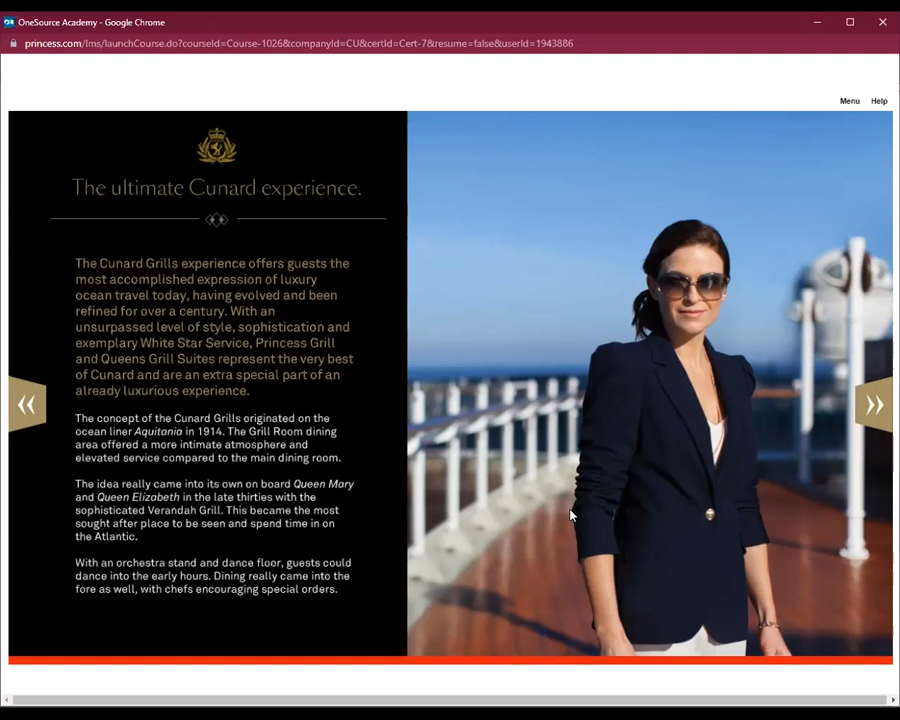 OneSource Academy - Google Chrome
princess.com/lms/launchCourse.do?courseId=Course-1026&companyId=CU&certId=Cert-7&resume=false&userId=1943886
Menu Help
The ultimate Cunard experience.
The Cunard Grills experience offers guests the
most accomplished expression of luxury
ocean travel today, having evolved and been
refined for over a century. With an
unsurpassed level of style, sophistication and
exemplary White Star Service, Princess Grill
and Queens Grill Suites represent the very best
of Cunard and are an extra special part of an
already luxurious experience.
The concept of the Cunard Grills originated on the
ocean liner Aquitania in 1914. The Grill Room dining
area offered a more intimate atmosphere and
elevated service compared to the main dining room.
The idea really came into its own on board Queen Mary
and Queen Elizabeth in the late thirties with the
sophisticated Verandah Grill. This became the most
sought after place to be seen and spend time in on
the Atlantic.
With an orchestra stand and dance floor, guests could
dance into the early hours. Dining really came into the
fore as well, with chefs encouraging special orders.